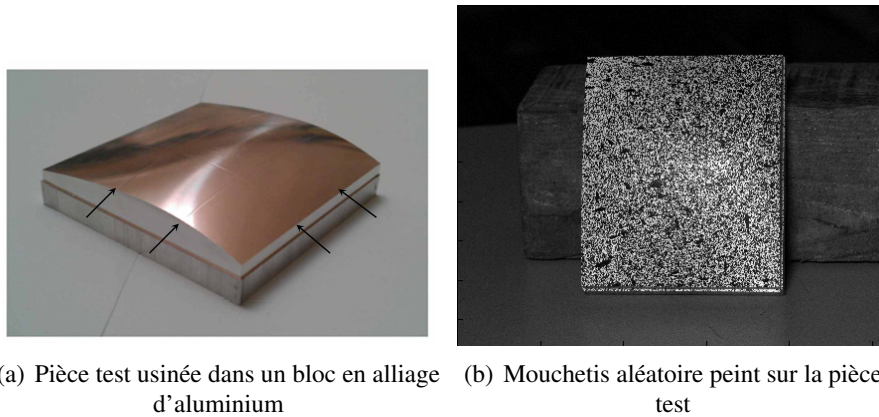 (a) Pièce test usinée dans un bloc en alliage
d'aluminium
(b) Mouchetis aléatoire peint sur la pièce
test